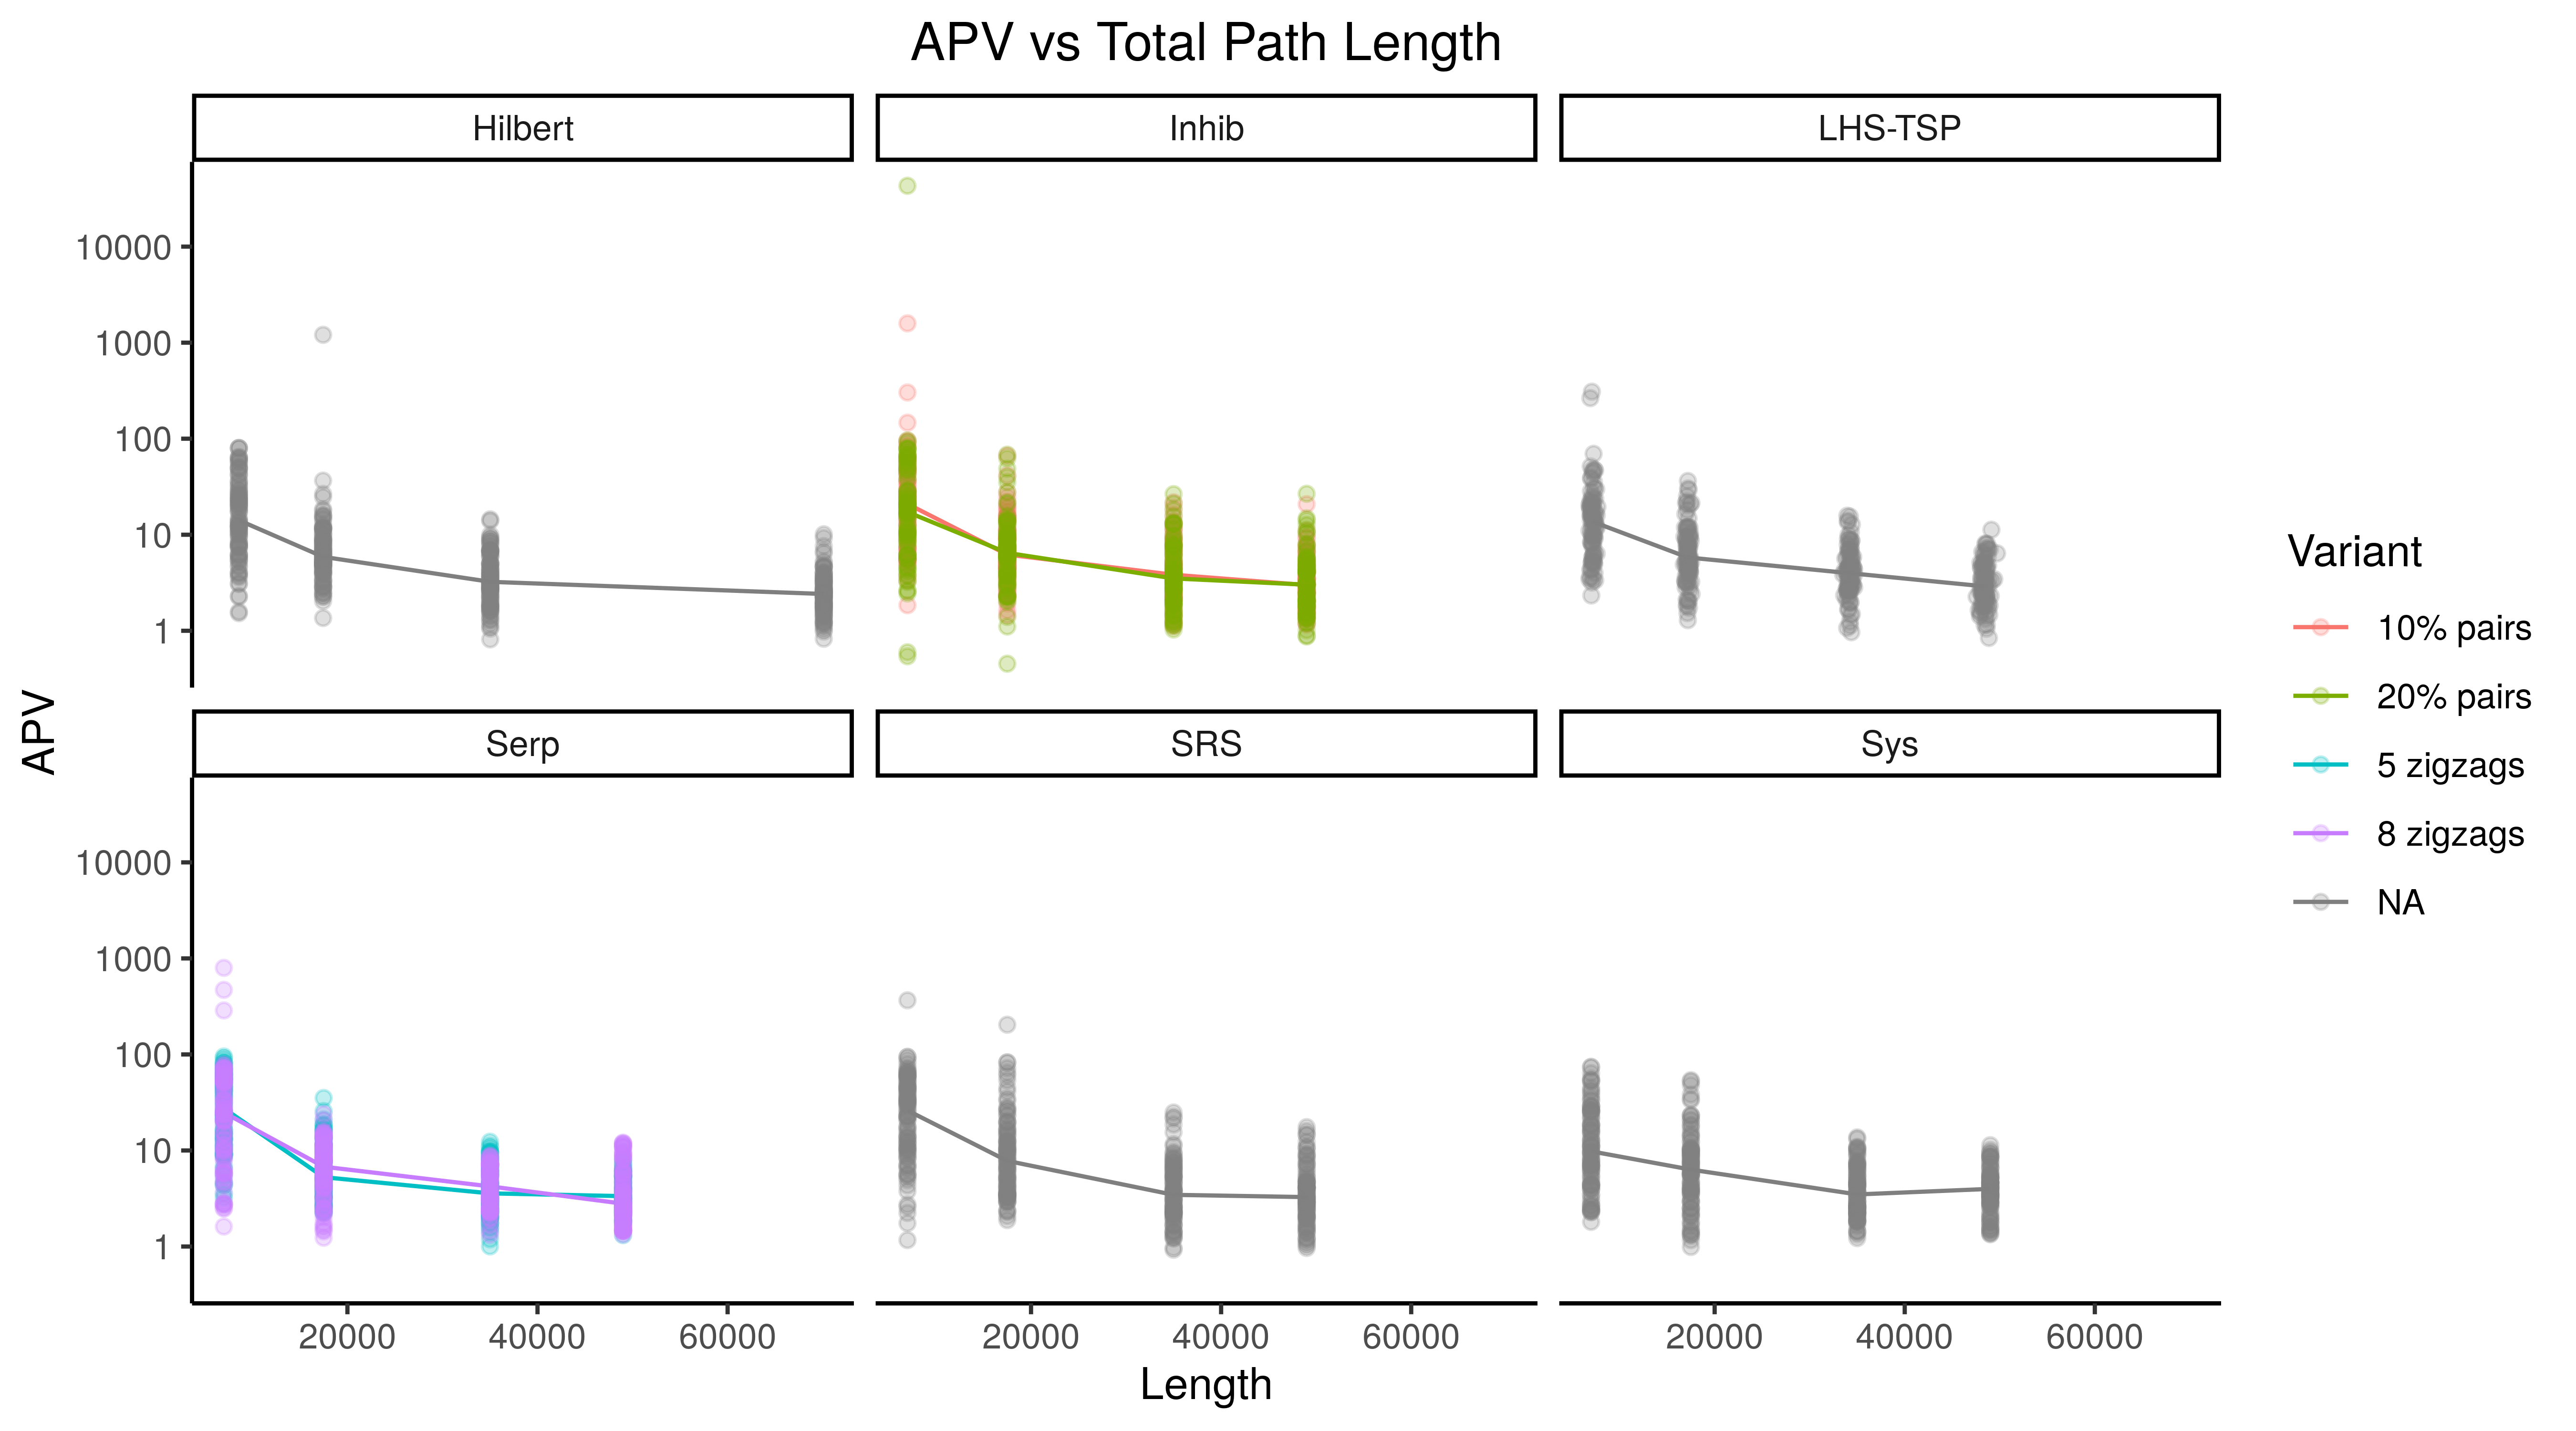 APV vs Total Path Length
Hilbert
Inhib
LHS-TSP
10000
1000
100
10
1
Serp
SRS
Sys
10000
1000
100
10
1
20000 40000 60000
20000 40000 60000
20000 40000 60000
Length
APV
Variant
10% pairs
20% pairs
5 zigzags
8 zigzags
NA